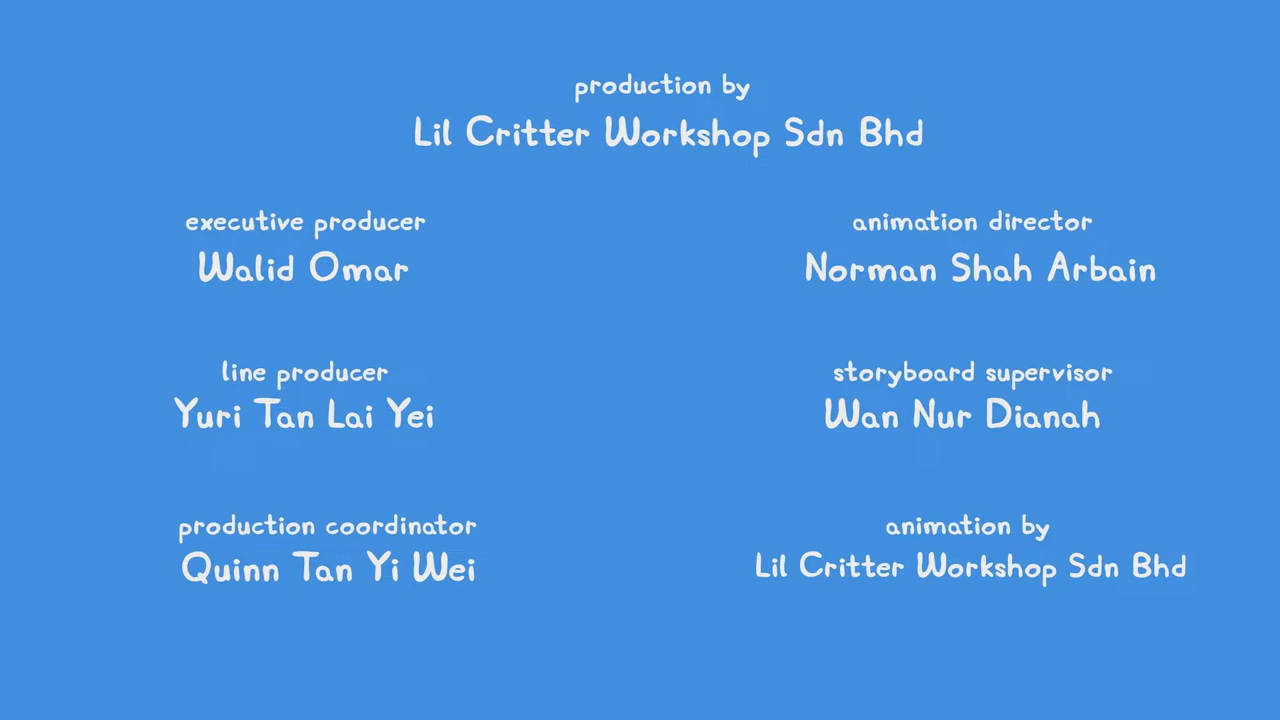 production by
Lil Critter Workshop Sdn Bhd
executive producer
Walid Omar
animation director
Norman Shah Arbain
line producer
Yuri Tan Lai Yei
storyboard supervisor
Wan Nur Dianah
production coordinator
Quinn Tan Yi Wei
animation by
Lil Critter Workshop Sdn Bhd